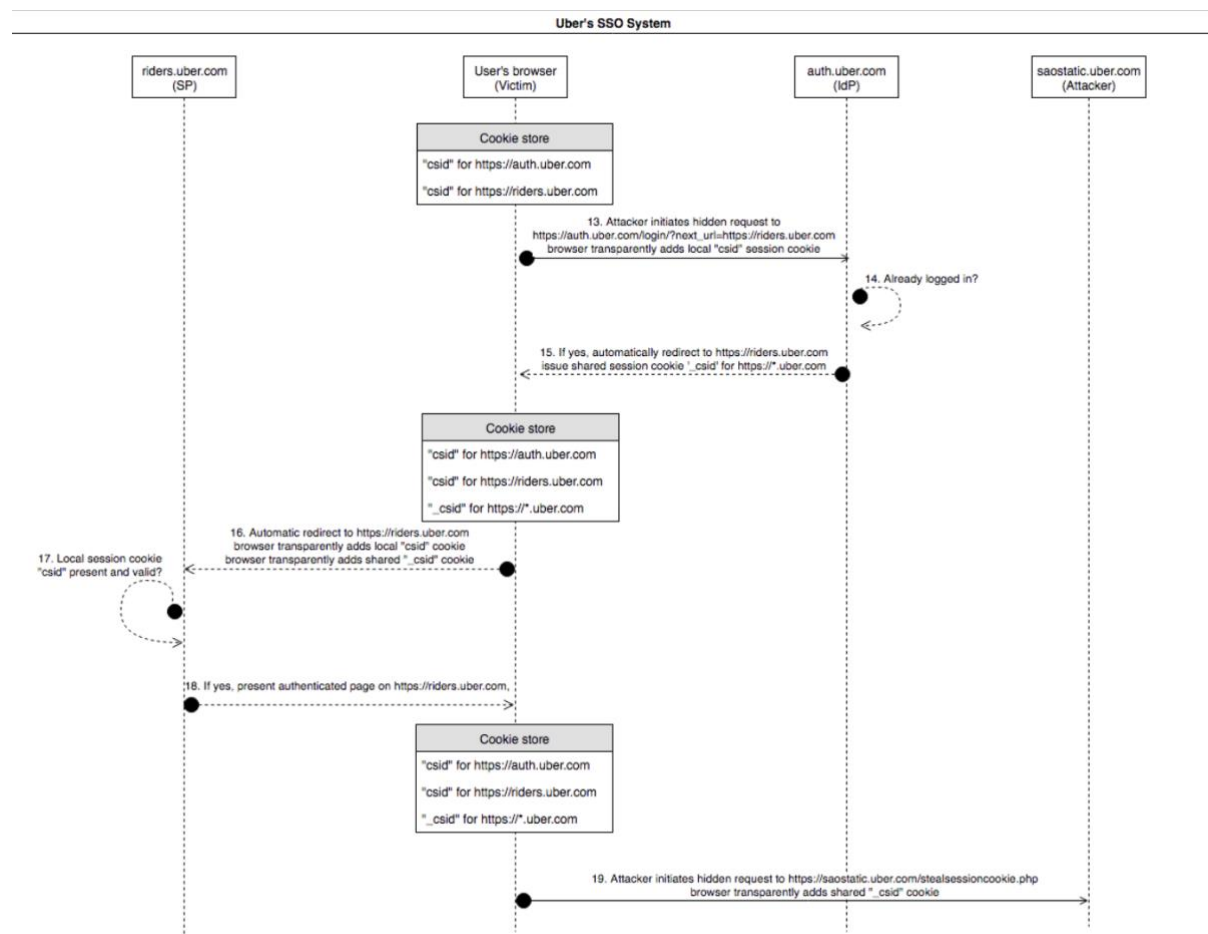 Uber's SSO System
riders.uber.com
(SP)
User's browser
(Victim)
auth.uber.com
(IdP)
saostatic.uber.com
(Attacker)
Cookie store
"csid" for https://auth.uber.com
"csid" for https://riders.uber.com
13. Attacker initiates hidden request to
https://auth.uber.com/login/?next_url=https://riders.uber.com
browser transparently adds local "csid" session cookie
14. Already logged in?
15. If yes, automatically redirect to https://riders.uber.com
issue shared session cookie '_csid' for https://*.uber.com
Cookie store
"csid" for https://auth.uber.com
"csid" for https://riders.uber.com
"_csid" for https://*.uber.com
16. Automatic redirect to https://riders.uber.com
browser transparently adds local "csid" cookie
browser transparently adds shared "_csid" cookie
17. Local session cookie
"csid" present and valid?
18. If yes, present authenticated page on https://riders.uber.com,
Cookie store
"csid" for https://auth.uber.com
"csid" for https://riders.uber.com
"_csid" for https://*.uber.com
19. Attacker initiates hidden request to https://saostatic.uber.com/stealsessioncookie.php
browser transparently adds shared "_csid" cookie